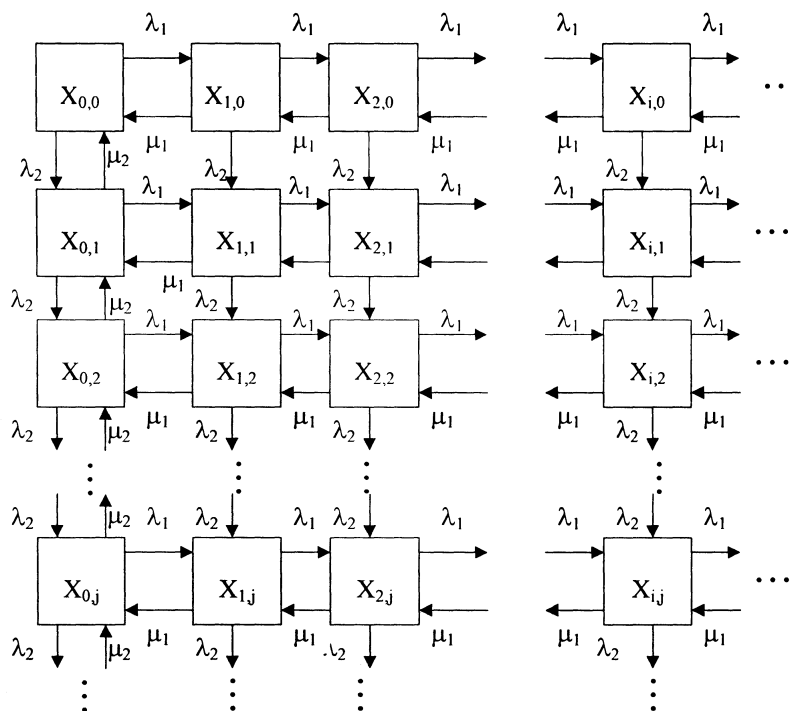 λ₁ λ₁ λ₁ λ₁ λ₁
X₀,₀ X₁,₀ X₂,₀ Xᵢ,₀ ..
μ₁ μ₁ μ₁ μ₁ μ₁
λ₂ μ₂ λ₂ λ₂ λ₂
λ₁ λ₁ λ₁ λ₁ λ₁
X₀,₁ X₁,₁ X₂,₁ Xᵢ,₁ ...
μ₁
λ₂ μ₂ λ₂ λ₂ λ₂
λ₁ λ₁ λ₁ λ₁ λ₁
X₀,₂ X₁,₂ X₂,₂ Xᵢ,₂ ...
μ₁ μ₁ μ₁ μ₁ μ₁
λ₂ μ₂ λ₂ λ₂ λ₂
⋮ ⋮ ⋮ ⋮
λ₂ μ₂ λ₁ λ₂ λ₁ λ₂ λ₁ λ₁ λ₂ λ₁
X₀,ⱼ X₁,ⱼ X₂,ⱼ Xᵢ,ⱼ ...
μ₁ μ₁ μ₁ μ₁ μ₁
λ₂ μ₂ λ₂ λ₂ λ₂
⋮ ⋮ ⋮ ⋮